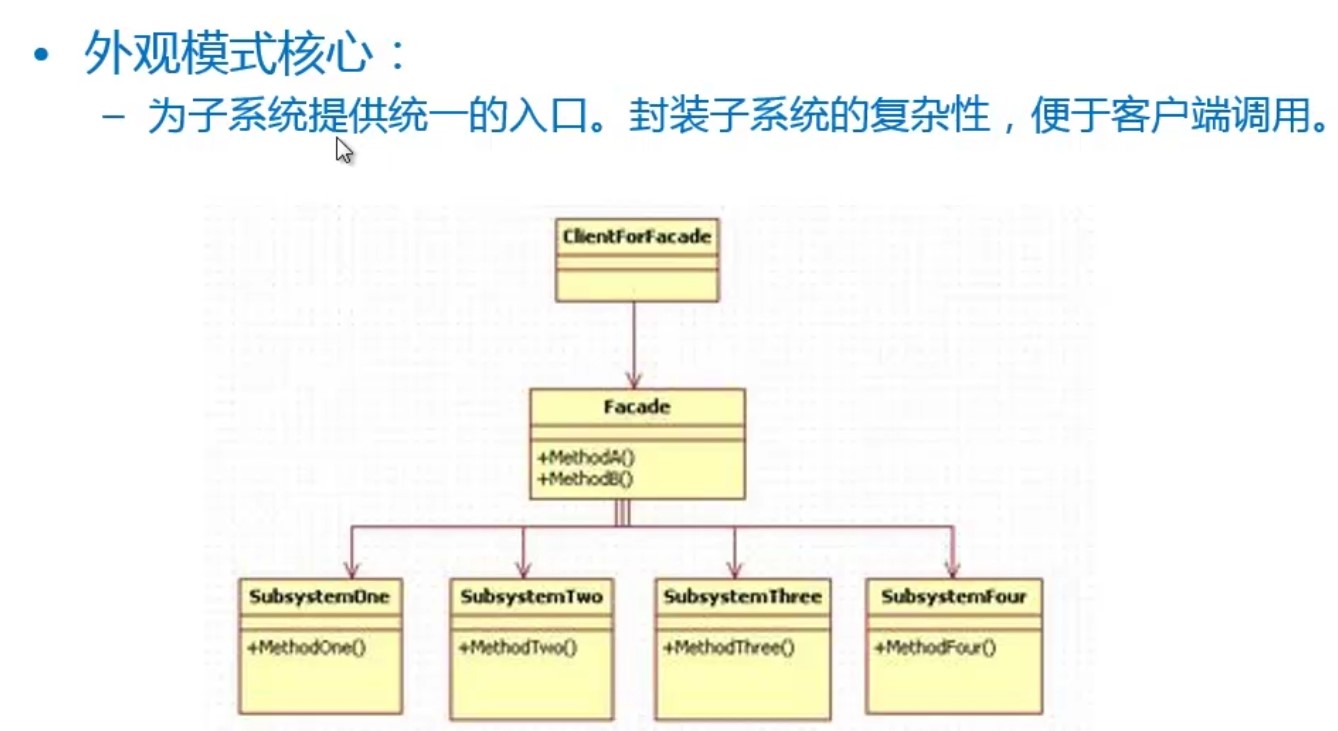 • 外观模式核心：
– 为子系统提供统一的入口。封装子系统的复杂性，便于客户端调用。
ClientForFacade
Facade
+MethodA()
+MethodB()
SubsystemOne SubsystemTwo SubsystemThree SubsystemFour
+MethodOne() +MethodTwo() +MethodThree() +MethodFour()